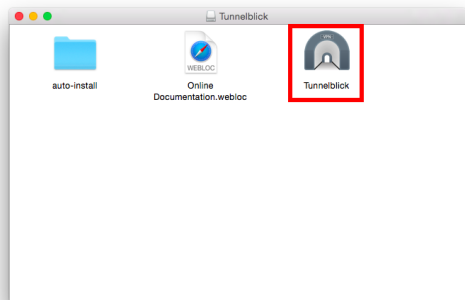 Tunnelblick
auto-install
WEBLOC
Online
Documentation.webloc
VPN
Tunnelblick